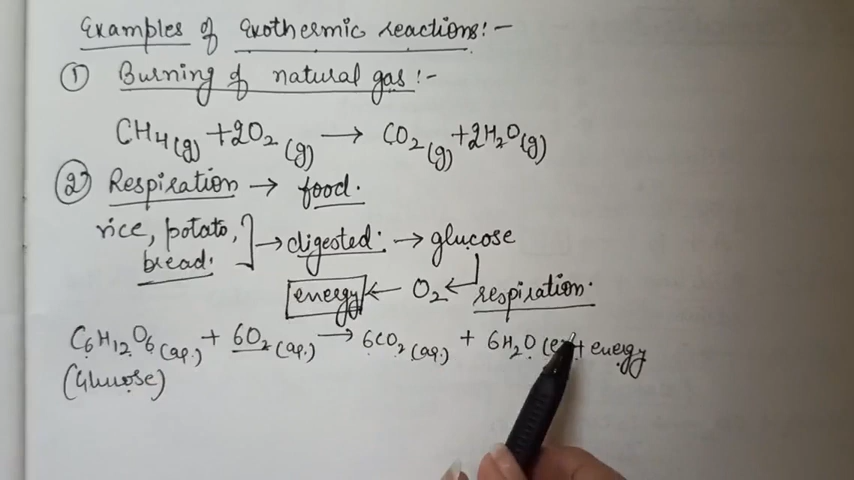 Examples of exothermic reactions:-
① Burning of natural gas:-
CH4(g) + 2O2(g) → CO2(g) + 2H2O(g)
② Respiration → food.
rice, potato, bread. ] → digested: → glucose
energy ← O2 ← respiration.
C6H12O6(aq.) + 6O2(aq.) → 6CO2(aq.) + 6H2O + energy
(Glucose)